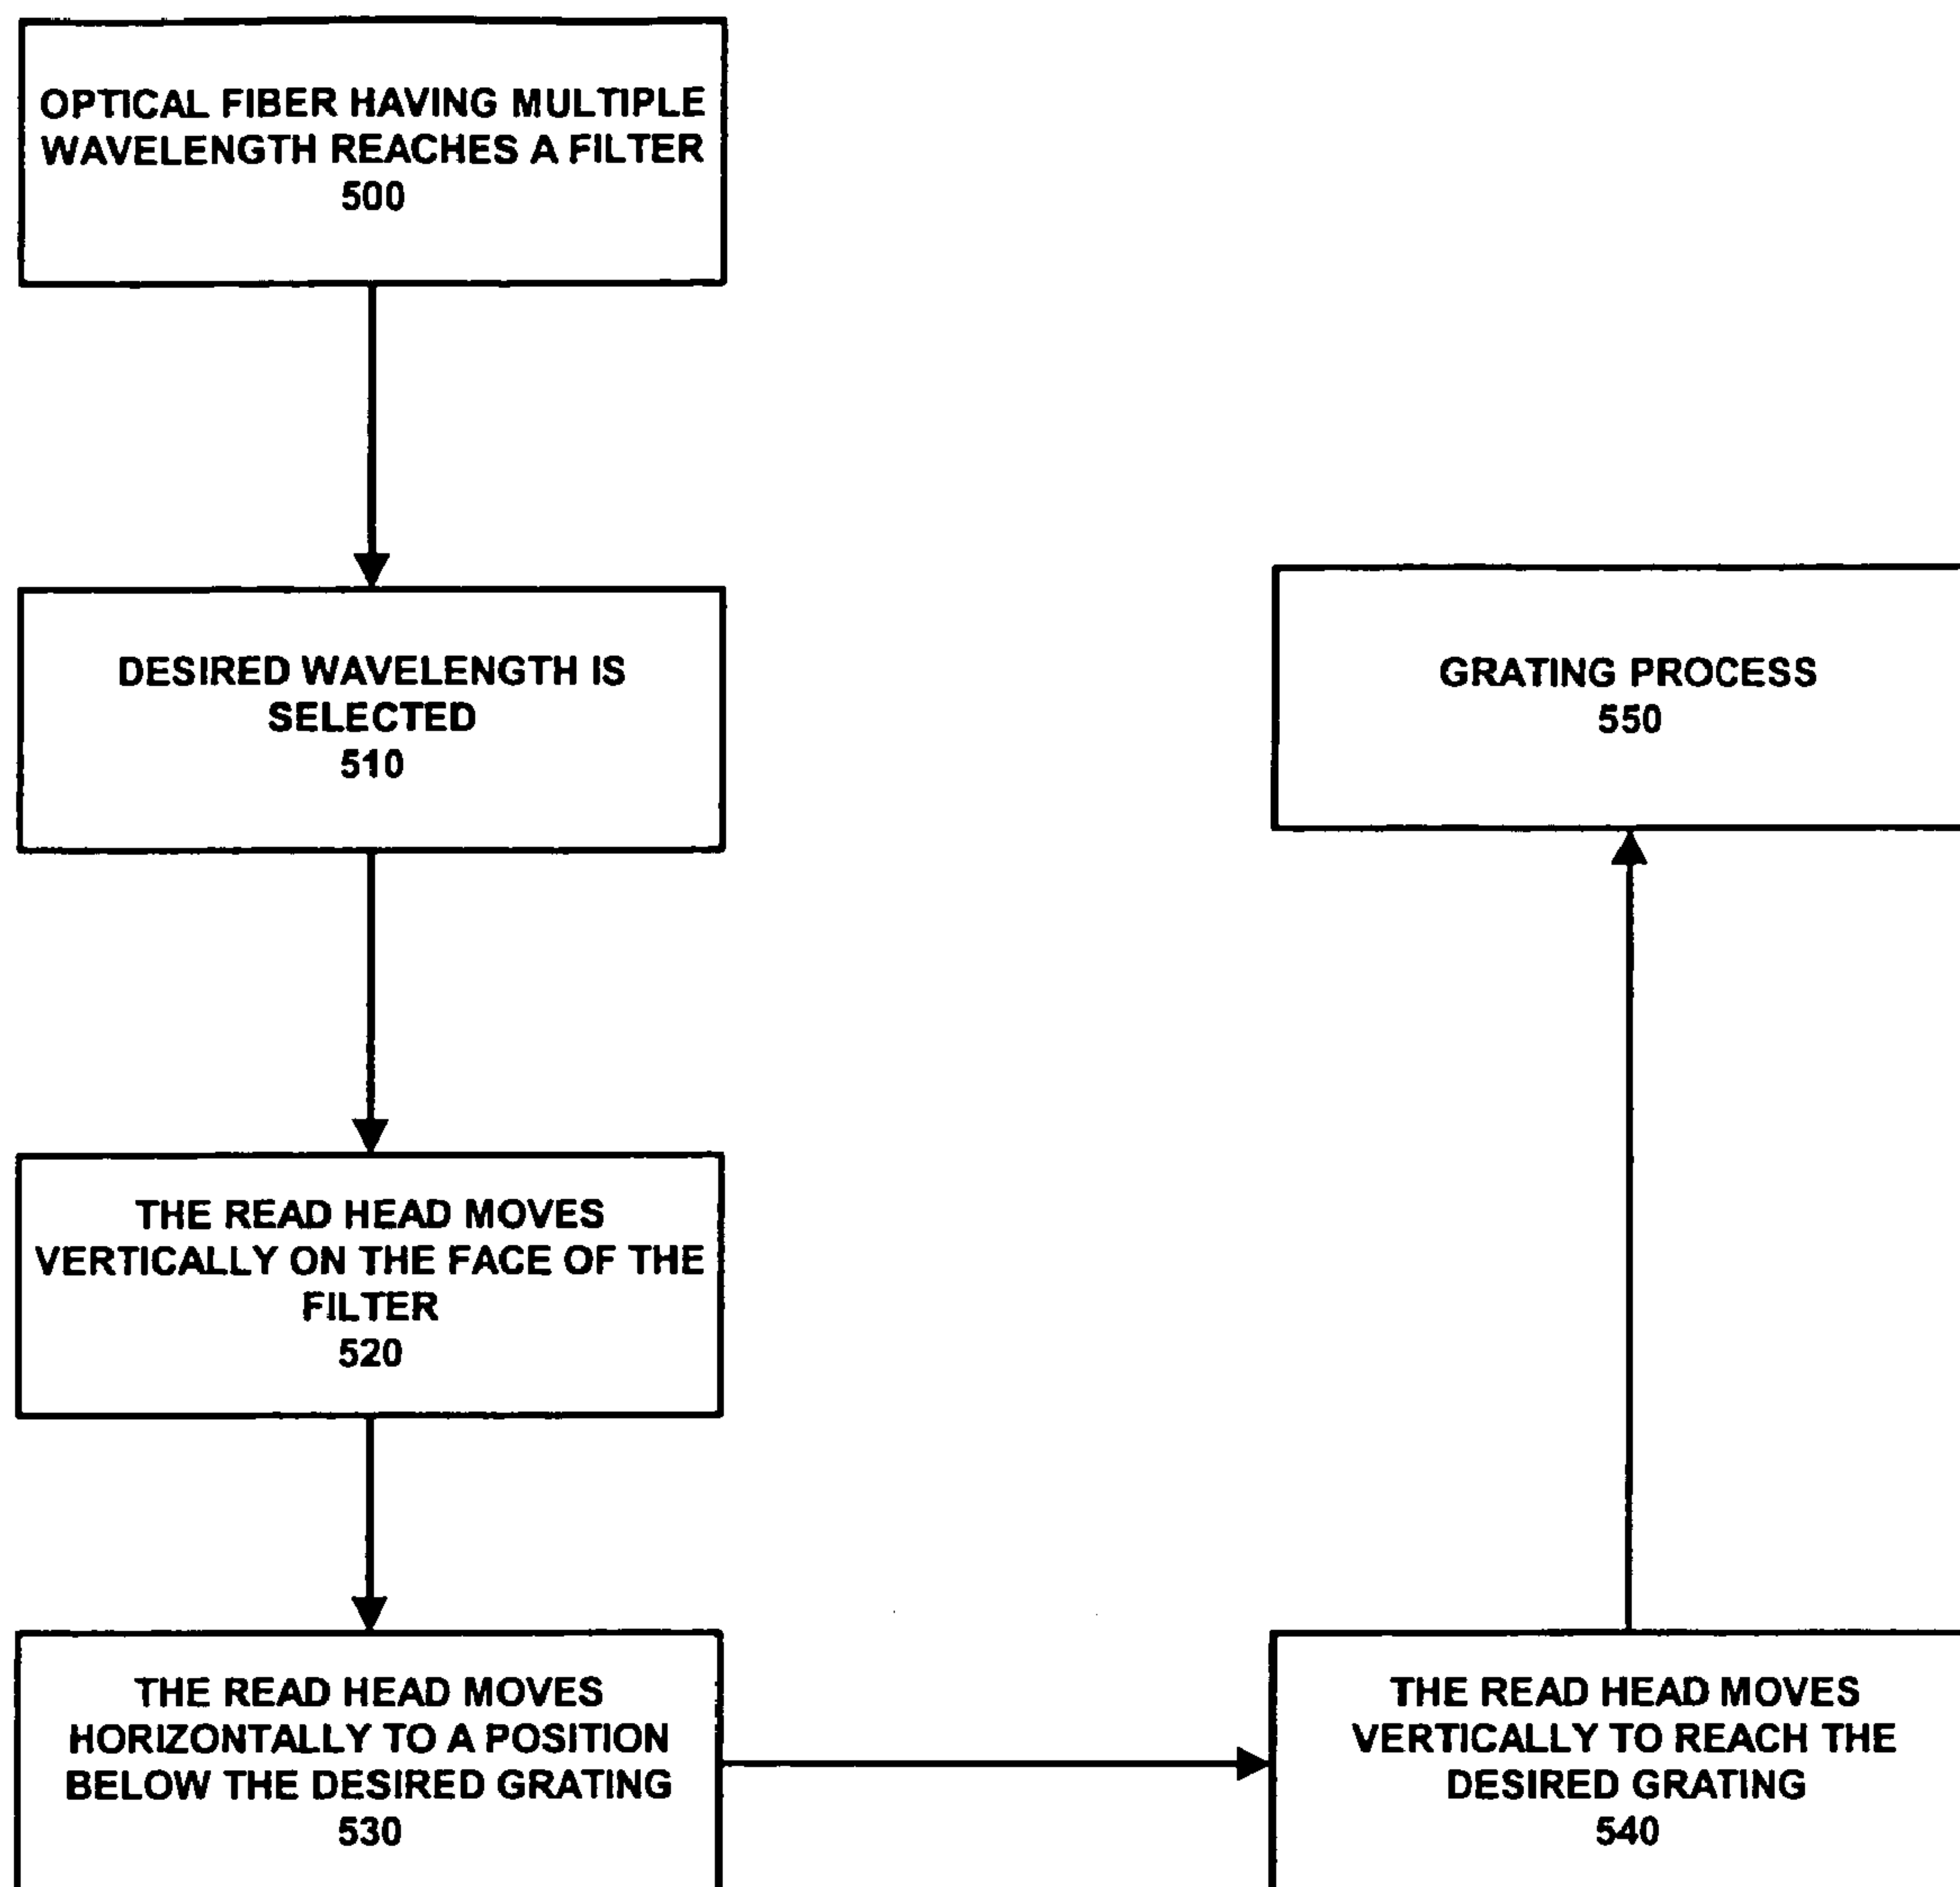 OPTICAL FIBER HAVING MULTIPLE
WAVELENGTH REACHES A FILTER
500
DESIRED WAVELENGTH IS
SELECTED
510
THE READ HEAD MOVES
VERTICALLY ON THE FACE OF THE
FILTER
520
THE READ HEAD MOVES
HORIZONTALLY TO A POSITION
BELOW THE DESIRED GRATING
530
THE READ HEAD MOVES
VERTICALLY TO REACH THE
DESIRED GRATING
540
GRATING PROCESS
550